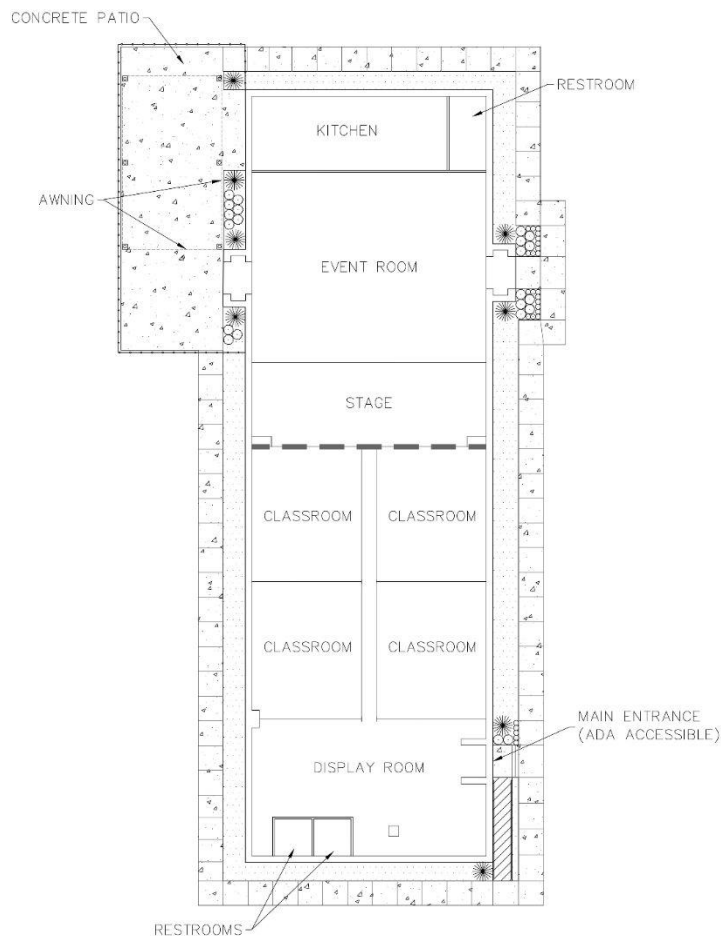 CONCRETE PATIO
RESTROOM
KITCHEN
AWNING
EVENT ROOM
STAGE
CLASSROOM
CLASSROOM
CLASSROOM
CLASSROOM
MAIN ENTRANCE
(ADA ACCESSIBLE)
DISPLAY ROOM
RESTROOMS